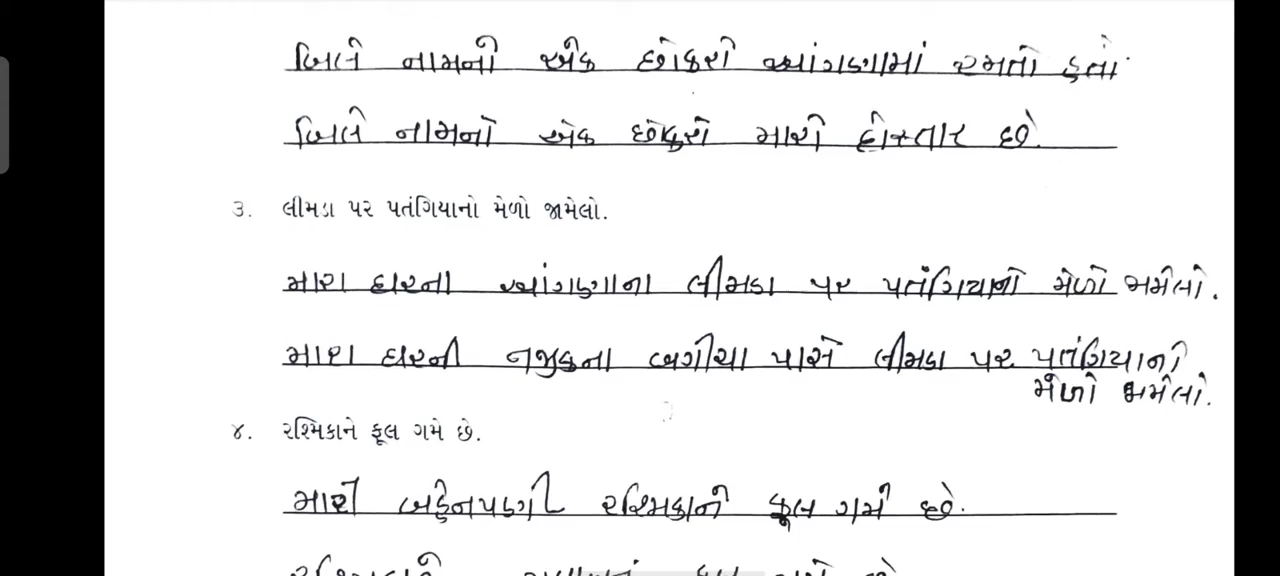 ખિલે નામનો એક છોકરો આંગણામાં રમતો હતો.
ખિલે નામનો એક છોકરો મારો દોસ્તાર છે.
૩. લીમડા પર પતંગિયાનો મેળો જામેલો.
મારા ઘરના આંગણાના લીમડા પર પતંગિયાનો મેળો જામેલો.
મારા ઘરની નજીકના બગીચા પાસે લીમડા પર પતંગિયાનો
મેળો જામેલો.
૪. રશ્મિકાને ફૂલ ગમે છે.
મારી બહેનપણી રશ્મિકાને ફૂલ ગમે છે.